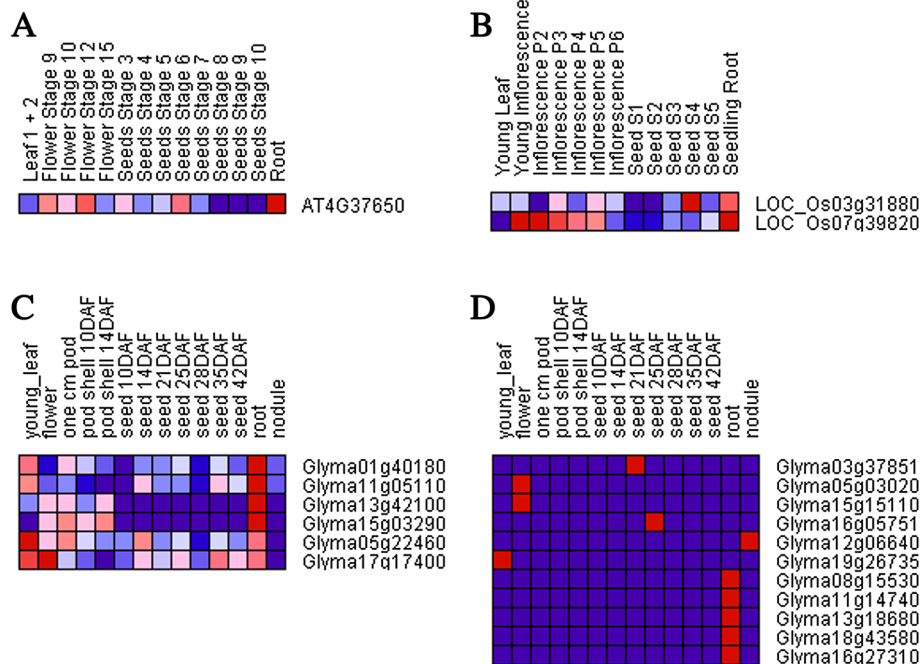 A
Leaf 1 + 2
Flower Stage 9
Flower Stage 10
Flower Stage 12
Flower Stage 15
Seeds Stage 3
Seeds Stage 4
Seeds Stage 5
Seeds Stage 6
Seeds Stage 7
Seeds Stage 8
Seeds Stage 9
Seeds Stage 10
Root
AT4G37650
B
Young Leaf
Young Inflorescence
Inflorescence P2
Inflorescence P3
Inflorescence P4
Inflorescence P5
Inflorescence P6
Seed S1
Seed S2
Seed S3
Seed S4
Seed S5
Seedling Root
LOC_Os03g31880
LOC_Os07g39820
C
young_leaf
flower
one cm pod
pod shell 10DAF
pod shell 14DAF
seed 10DAF
seed 14DAF
seed 21DAF
seed 25DAF
seed 28DAF
seed 35DAF
seed 42DAF
root
nodule
Glyma01g40180
Glyma11g05110
Glyma13g42100
Glyma15g03290
Glyma05g22460
Glyma17g17400
D
young_leaf
flower
one cm pod
pod shell 10DAF
pod shell 14DAF
seed 10DAF
seed 14DAF
seed 21DAF
seed 25DAF
seed 28DAF
seed 35DAF
seed 42DAF
root
nodule
Glyma03g37851
Glyma05g03020
Glyma15g15110
Glyma16g05751
Glyma12g06640
Glyma19g26735
Glyma08g15530
Glyma11g14740
Glyma13g18680
Glyma18g43580
Glyma16g27310